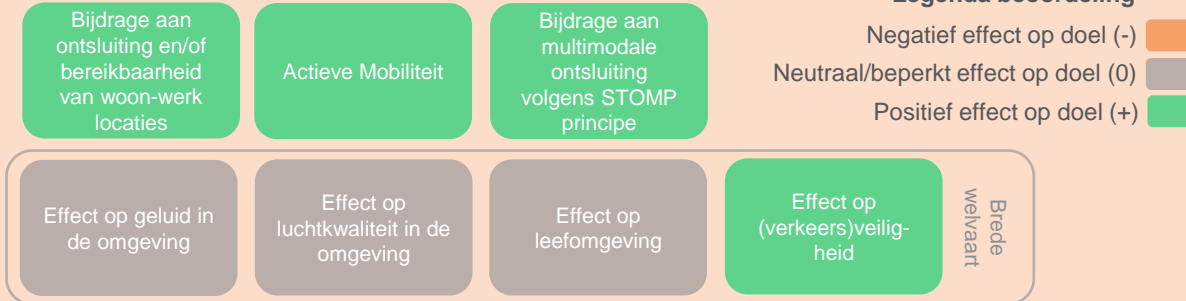 Bijdrage aan
ontsluiting en/of
bereikbaarheid
van woon-werk
locaties
Actieve Mobiliteit
Bijdrage aan
multimodale
ontsluiting
volgens STOMP
principe
Negatief effect op doel (-)
Neutraal/beperkt effect op doel (0)
Positief effect op doel (+)
Effect op geluid in
de omgeving
Effect op
luchtkwaliteit in de
omgeving
Effect op
leefomgeving
Effect op
(verkeers)veilig-
heid
Brede
welvaart